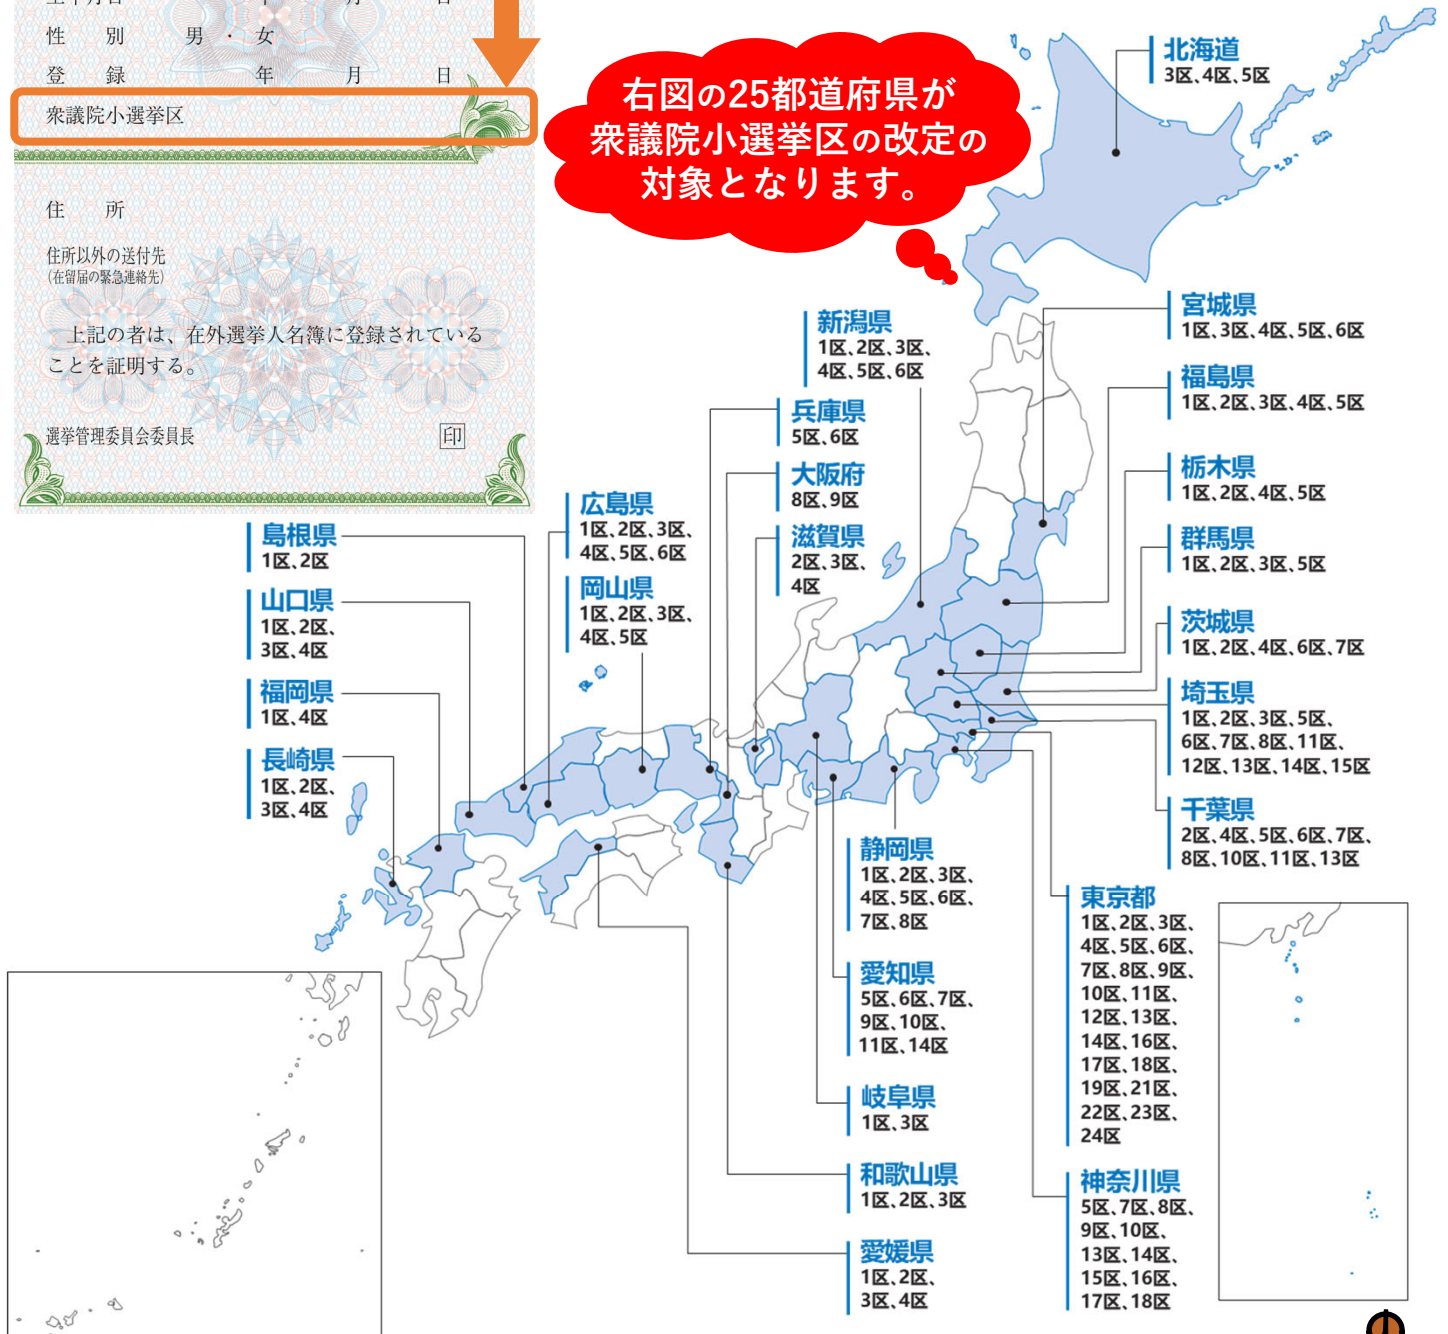 性　別　　男・女
登　録　　　　年　　月　　日
衆議院小選挙区
住　所
住所以外の送付先
(在留届の緊急連絡先)
上記の者は、在外選挙人名簿に登録されている
ことを証明する。
選挙管理委員会委員長　　　印
右図の25都道府県が
衆議院小選挙区の改定の
対象となります。
北海道
3区、4区、5区
宮城県
1区、3区、4区、5区、6区
福島県
1区、2区、3区、4区、5区
栃木県
1区、2区、4区、5区
群馬県
1区、2区、3区、5区
茨城県
1区、2区、4区、6区、7区
埼玉県
1区、2区、3区、5区、
6区、7区、8区、11区、
12区、13区、14区、15区
千葉県
2区、4区、5区、6区、7区、
8区、10区、11区、13区
東京都
1区、2区、3区、
4区、5区、6区、
7区、8区、9区、
10区、11区、
12区、13区、
14区、16区、
17区、18区、
19区、21区、
22区、23区、
24区
神奈川県
5区、7区、8区、
9区、10区、
13区、14区、
15区、16区、
17区、18区
新潟県
1区、2区、3区、
4区、5区、6区
兵庫県
5区、6区
大阪府
8区、9区
滋賀県
2区、3区、
4区
広島県
1区、2区、3区、
4区、5区、6区
岡山県
1区、2区、3区、
4区、5区
島根県
1区、2区
山口県
1区、2区、
3区、4区
福岡県
1区、4区
長崎県
1区、2区、
3区、4区
静岡県
1区、2区、3区、
4区、5区、6区、
7区、8区
愛知県
5区、6区、7区、
9区、10区、
11区、14区
岐阜県
1区、3区
和歌山県
1区、2区、3区
愛媛県
1区、2区、
3区、4区